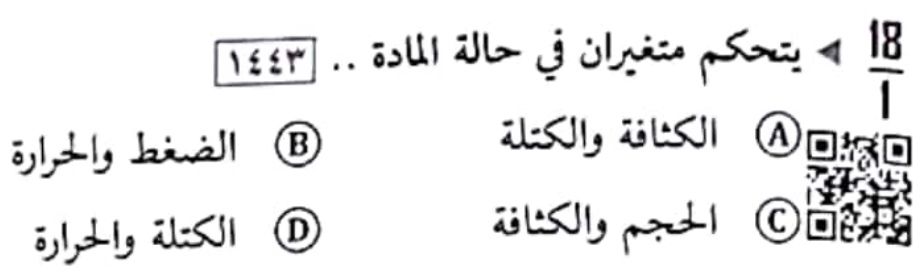 18/1 ◄ يتحكم متغيران في حالة المادة .. ١٤٤٣
A الكثافة والكتلة B الضغط والحرارة
C الحجم والكثافة D الكتلة والحرارة